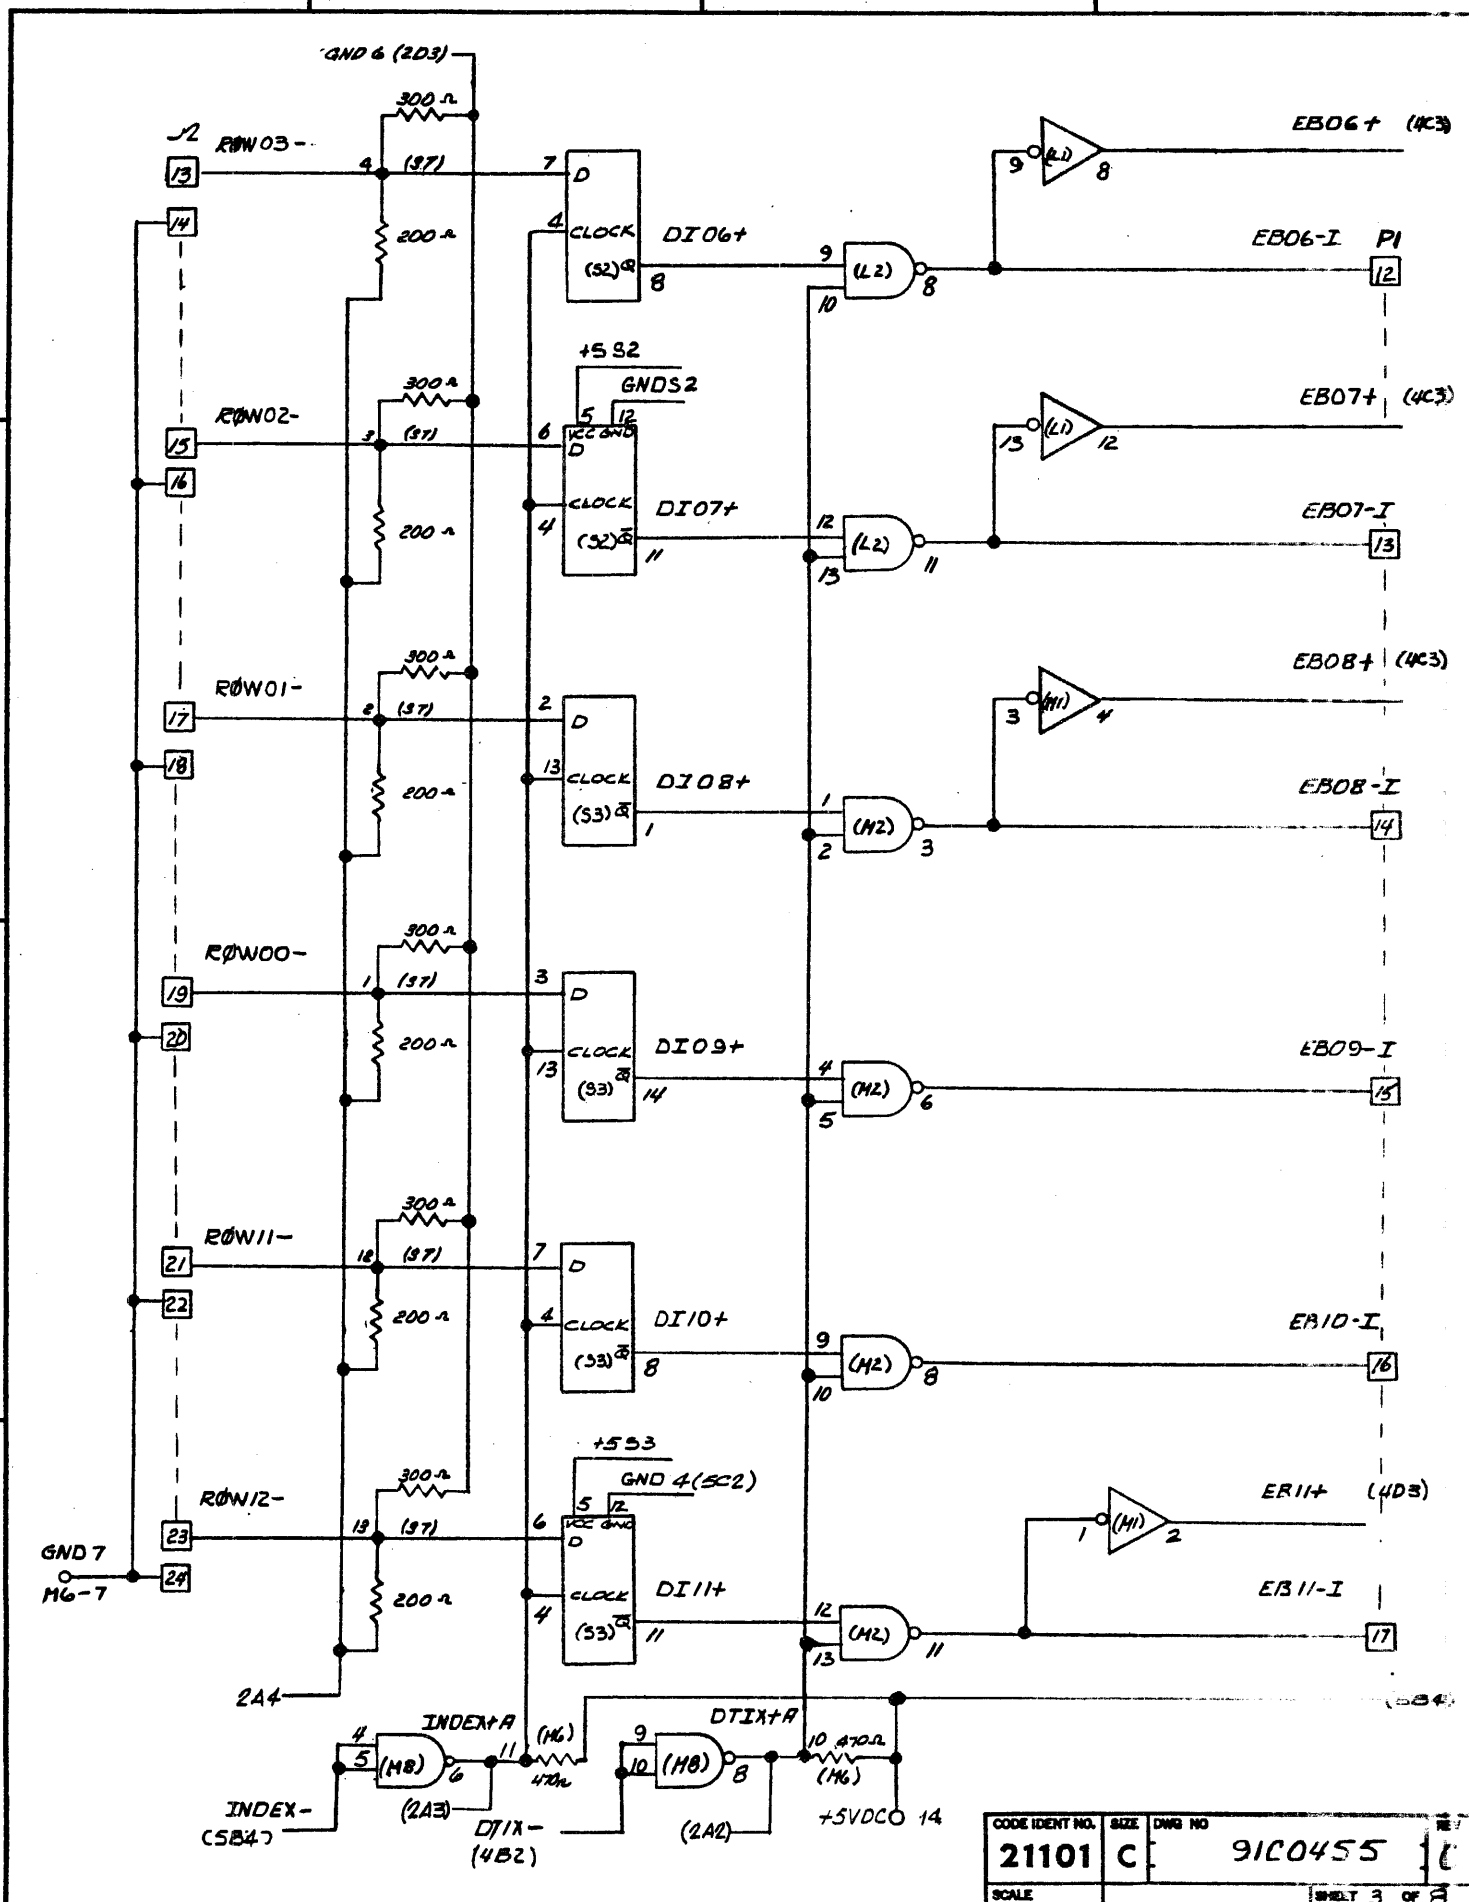 GND 6 (2D3)
300 Ω
J2
RØW03-
13
4
(S7)
7
D
EB06+ (4C3)
9
(L1)
8
14
200 Ω
4
CLOCK
(S2)
Q̅
8
DI06+
9
10
(L2)
8
EB06-I P1
12
+5 S2
GNDS2
5
12
VCC GND
300 Ω
RØW02-
15
3
(S7)
6
D
EB07+ (4C3)
13
(L1)
12
16
200 Ω
CLOCK
4
(S2)
Q̅
11
DI07+
12
13
(L2)
11
EB07-I
13
300 Ω
RØW01-
17
2
(S7)
2
D
EB08+ (4C3)
3
(M1)
4
18
200 Ω
13
CLOCK
(S3)
Q̅
1
DI08+
1
2
(M2)
3
EB08-I
14
300 Ω
RØW00-
19
1
(S7)
3
D
20
200 Ω
CLOCK
13
(S3)
Q̅
14
DI09+
4
5
(M2)
6
EB09-I
15
300 Ω
RØW11-
21
12
(S7)
7
D
22
200 Ω
4
CLOCK
(S3)
Q̅
8
DI10+
9
10
(M2)
8
EB10-I
16
+5S3
GND 4(5C2)
5
12
VCC GND
300 Ω
RØW12-
23
13
(S7)
6
D
EB11+ (4D3)
1
(M1)
2
GND 7
M6-7
24
200 Ω
CLOCK
4
(S3)
Q̅
11
DI11+
12
13
(M2)
11
EB11-I
17
2A4
INDEX+A
DTIX+A
4
5
(M8)
6
11
(M6)
470Ω
9
10
(M8)
8
10
470Ω
(M6)
INDEX-
(5B4)
(2A3)
DTIX-
(4B2)
(2A2)
+5VDC
14
CODE IDENT NO.
21101
SIZE
C
DWG NO
91C0455
SCALE
SHEET 3 OF